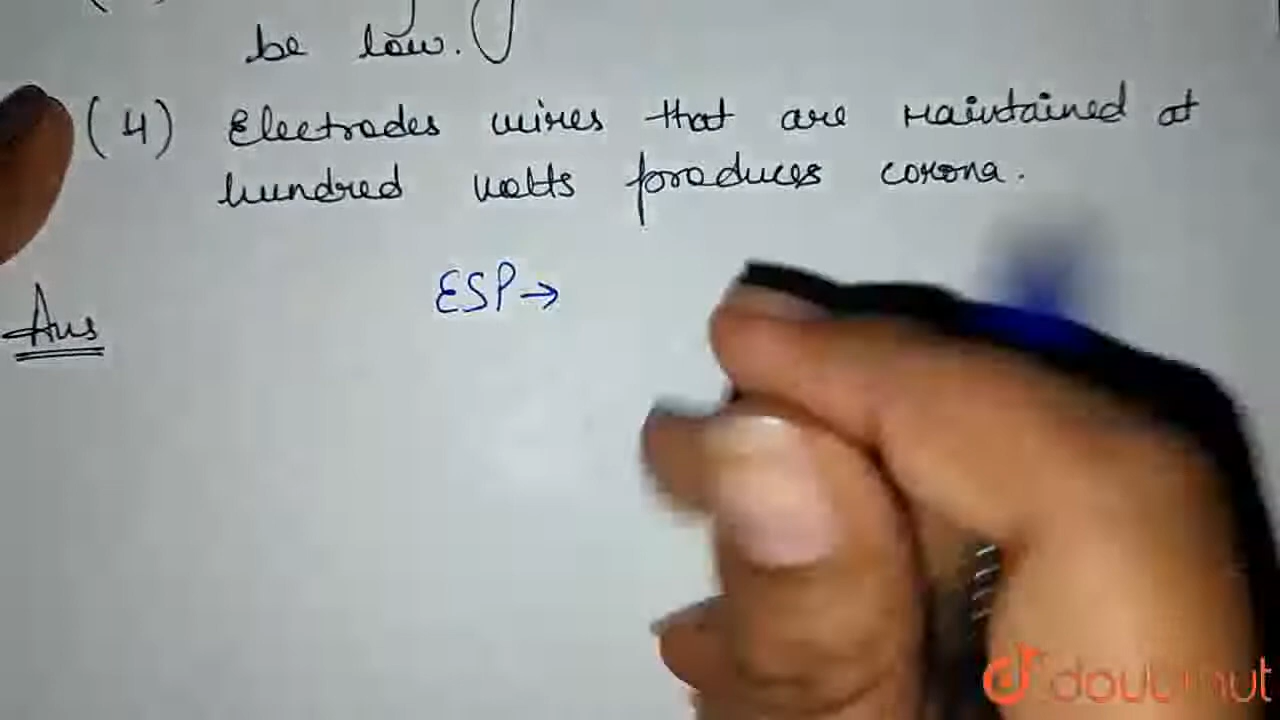 be low.
(4) Electrodes wires that are maintained at
hundred volts produces corona.
ESP →
Ans
doubtnut